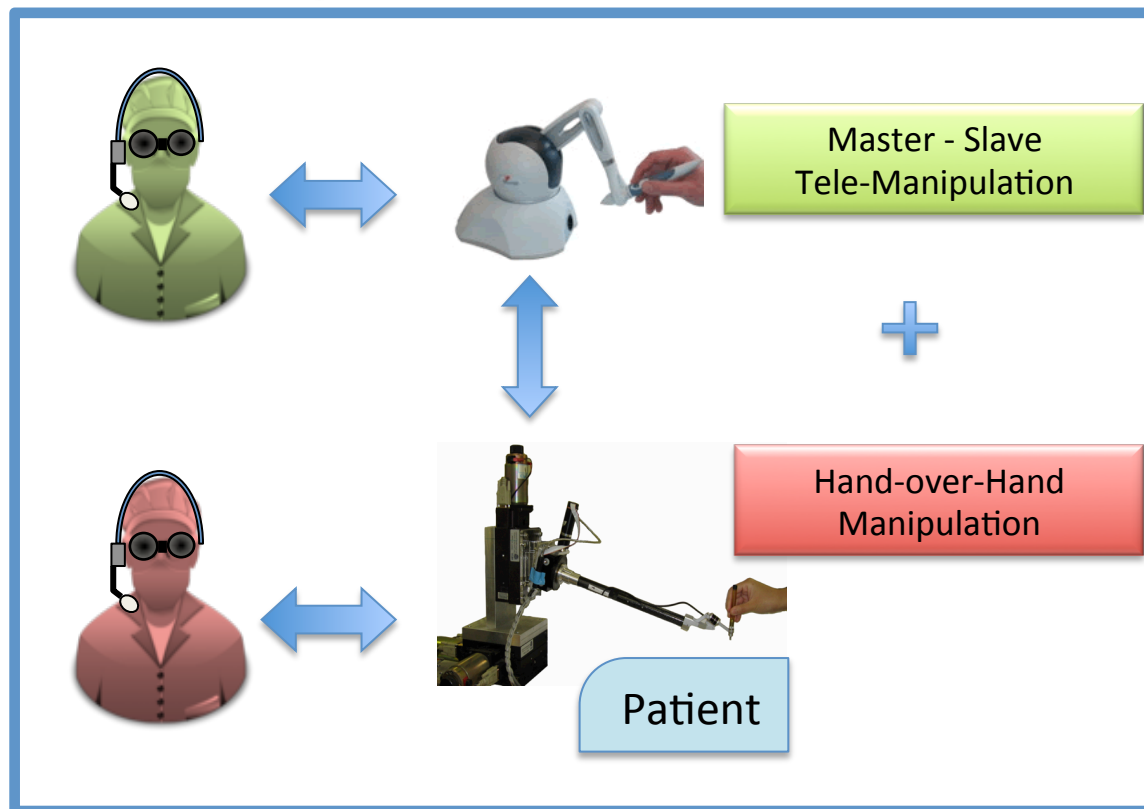 Master - Slave
Tele-Manipulation
Hand-over-Hand
Manipulation
Patient